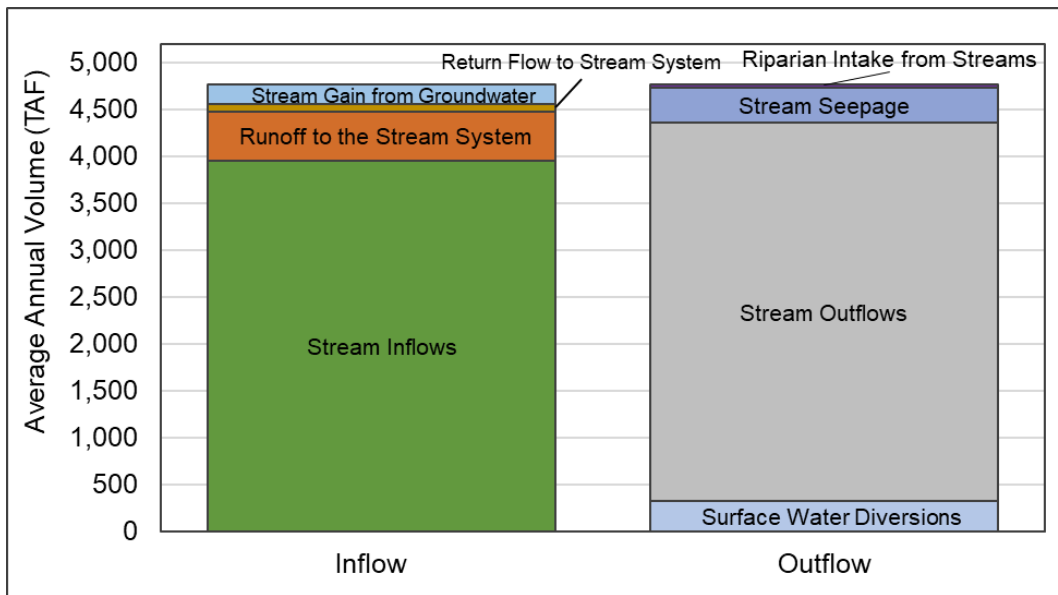 Average Annual Volume (TAF)
5,000
4,500
4,000
3,500
3,000
2,500
2,000
1,500
1,000
500
0
Return Flow to Stream System
Stream Gain from Groundwater
Runoff to the Stream System
Stream Inflows
Riparian Intake from Streams
Stream Seepage
Stream Outflows
Surface Water Diversions
Inflow
Outflow